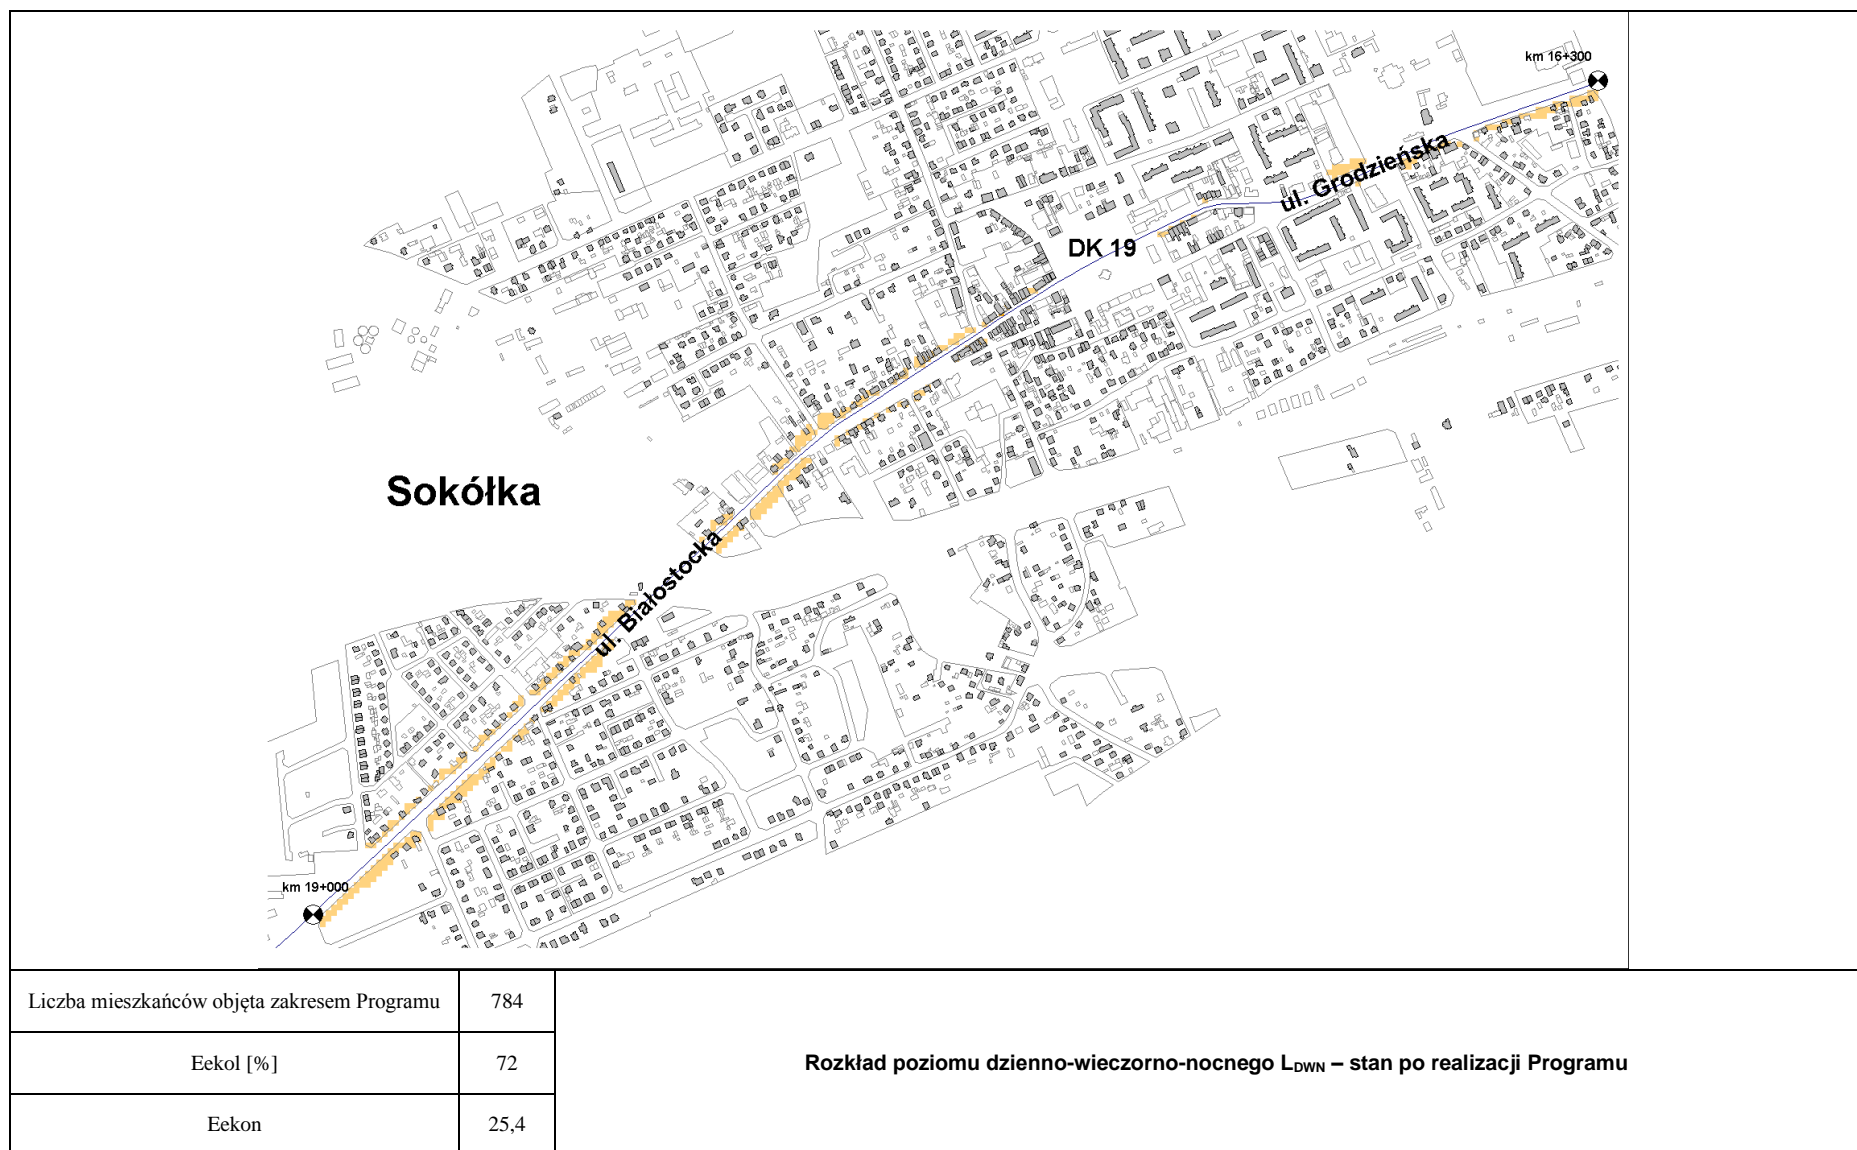 km 16+300
ul. Grodzieńska
DK 19
Sokółka
ul. Białostocka
km 19+000
Liczba mieszkańców objęta zakresem Programu 784
Eekol [%] 72
Eekon 25,4
Rozkład poziomu dzienno-wieczorno-nocnego LDWN – stan po realizacji Programu